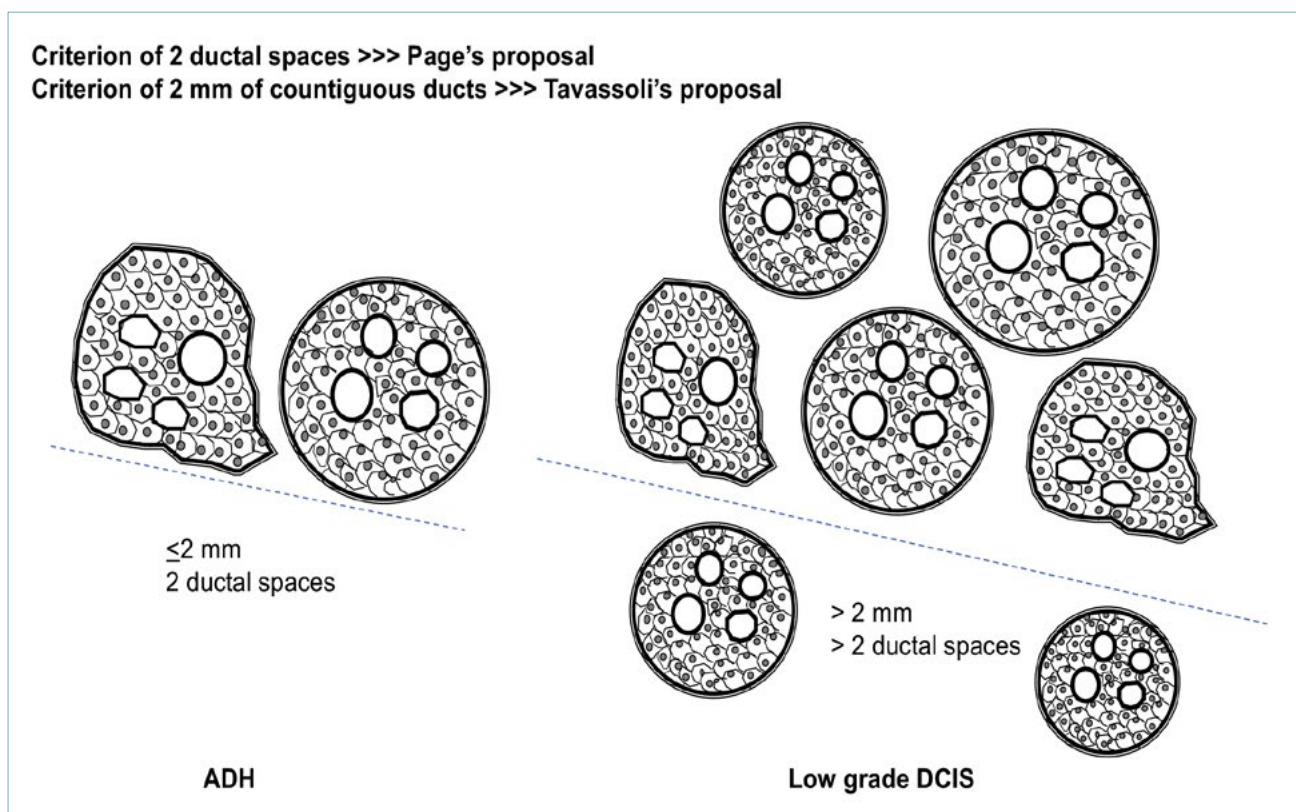 Criterion of 2 ductal spaces >>> Page's proposal
Criterion of 2 mm of countiguous ducts >>> Tavassoli's proposal
≤2 mm
2 ductal spaces
> 2 mm
> 2 ductal spaces
ADH
Low grade DCIS